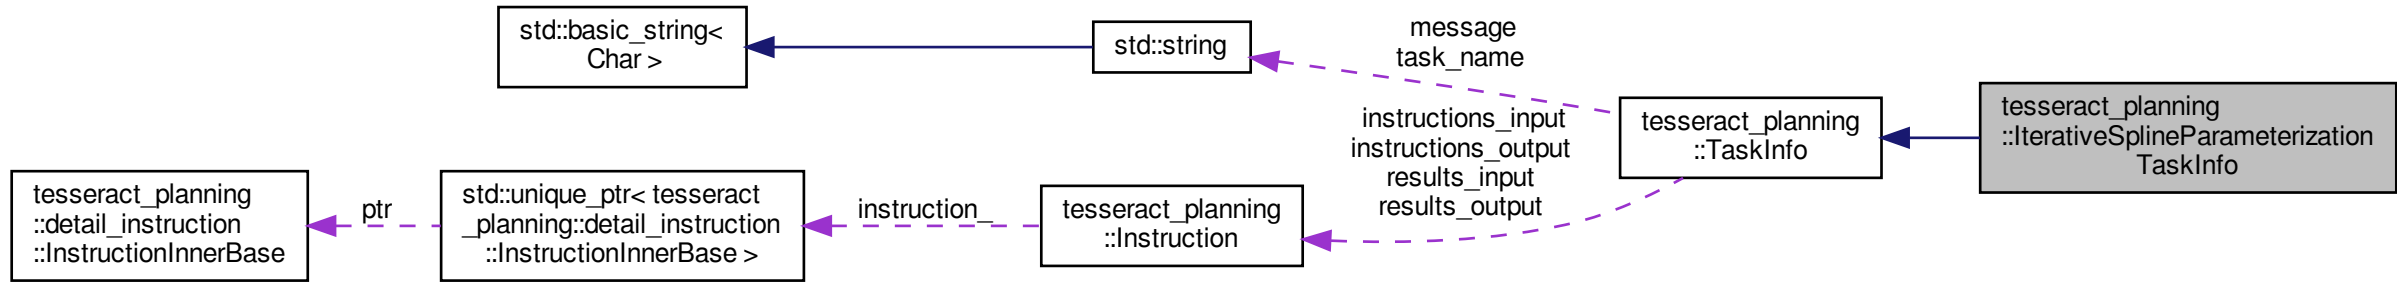 std::basic_string<
Char >
std::string
message
task_name
instructions_input
instructions_output
results_input
results_output
tesseract_planning
::TaskInfo
tesseract_planning
::IterativeSplineParameterization
TaskInfo
tesseract_planning
::detail_instruction
::InstructionInnerBase
ptr
std::unique_ptr< tesseract
_planning::detail_instruction
::InstructionInnerBase >
instruction_
tesseract_planning
::Instruction